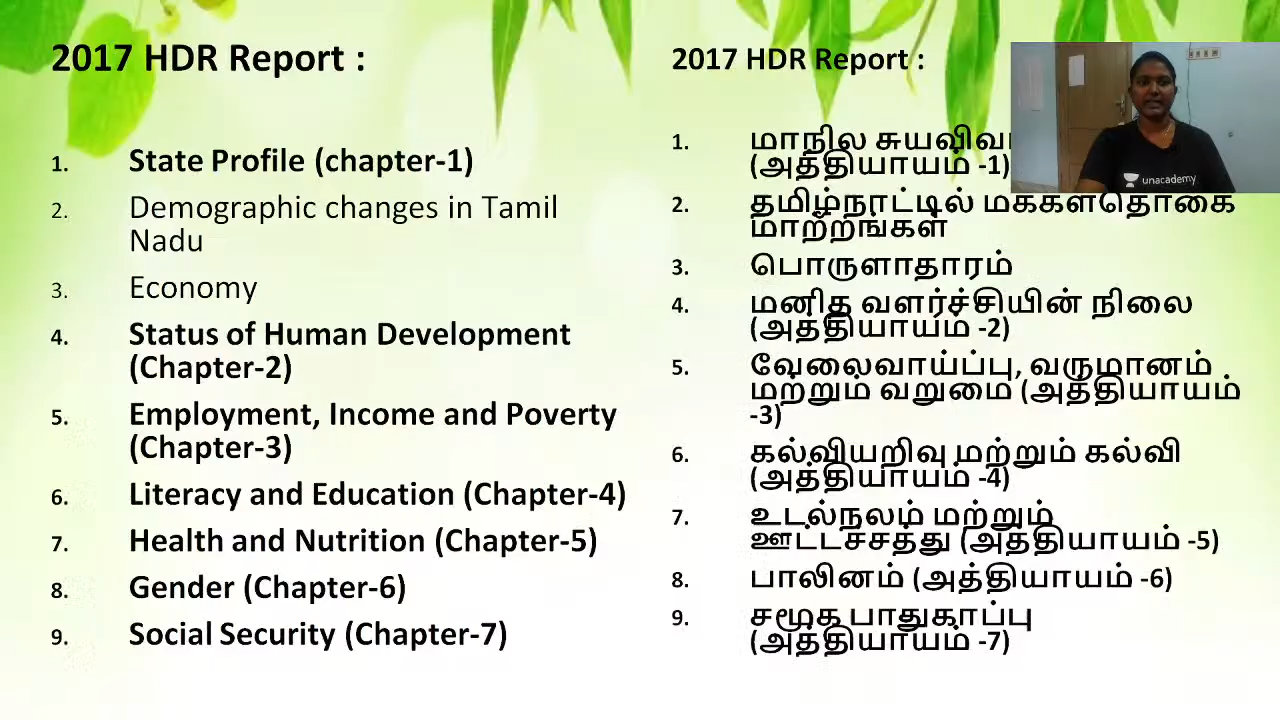 2017 HDR Report :
1. State Profile (chapter-1)
2. Demographic changes in Tamil
Nadu
3. Economy
4. Status of Human Development
(Chapter-2)
5. Employment, Income and Poverty
(Chapter-3)
6. Literacy and Education (Chapter-4)
7. Health and Nutrition (Chapter-5)
8. Gender (Chapter-6)
9. Social Security (Chapter-7)
2017 HDR Report :
1. மாநில
(அத்தியாயம் -1)
2. தமிழ்நாட்டில் மக்கள்தொகை
மாற்றங்கள்
3. பொருளாதாரம்
4. மனித வளர்ச்சியின் நிலை
(அத்தியாயம் -2)
5. வேலைவாய்ப்பு, வருமானம்
மற்றும் வறுமை (அத்தியாயம்
-3)
6. கல்வியறிவு மற்றும் கல்வி
(அத்தியாயம் -4)
7. உடல்நலம் மற்றும்
ஊட்டச்சத்து (அத்தியாயம் -5)
8. பாலினம் (அத்தியாயம் -6)
9. சமூக பாதுகாப்பு
(அத்தியாயம் -7)
unacademy